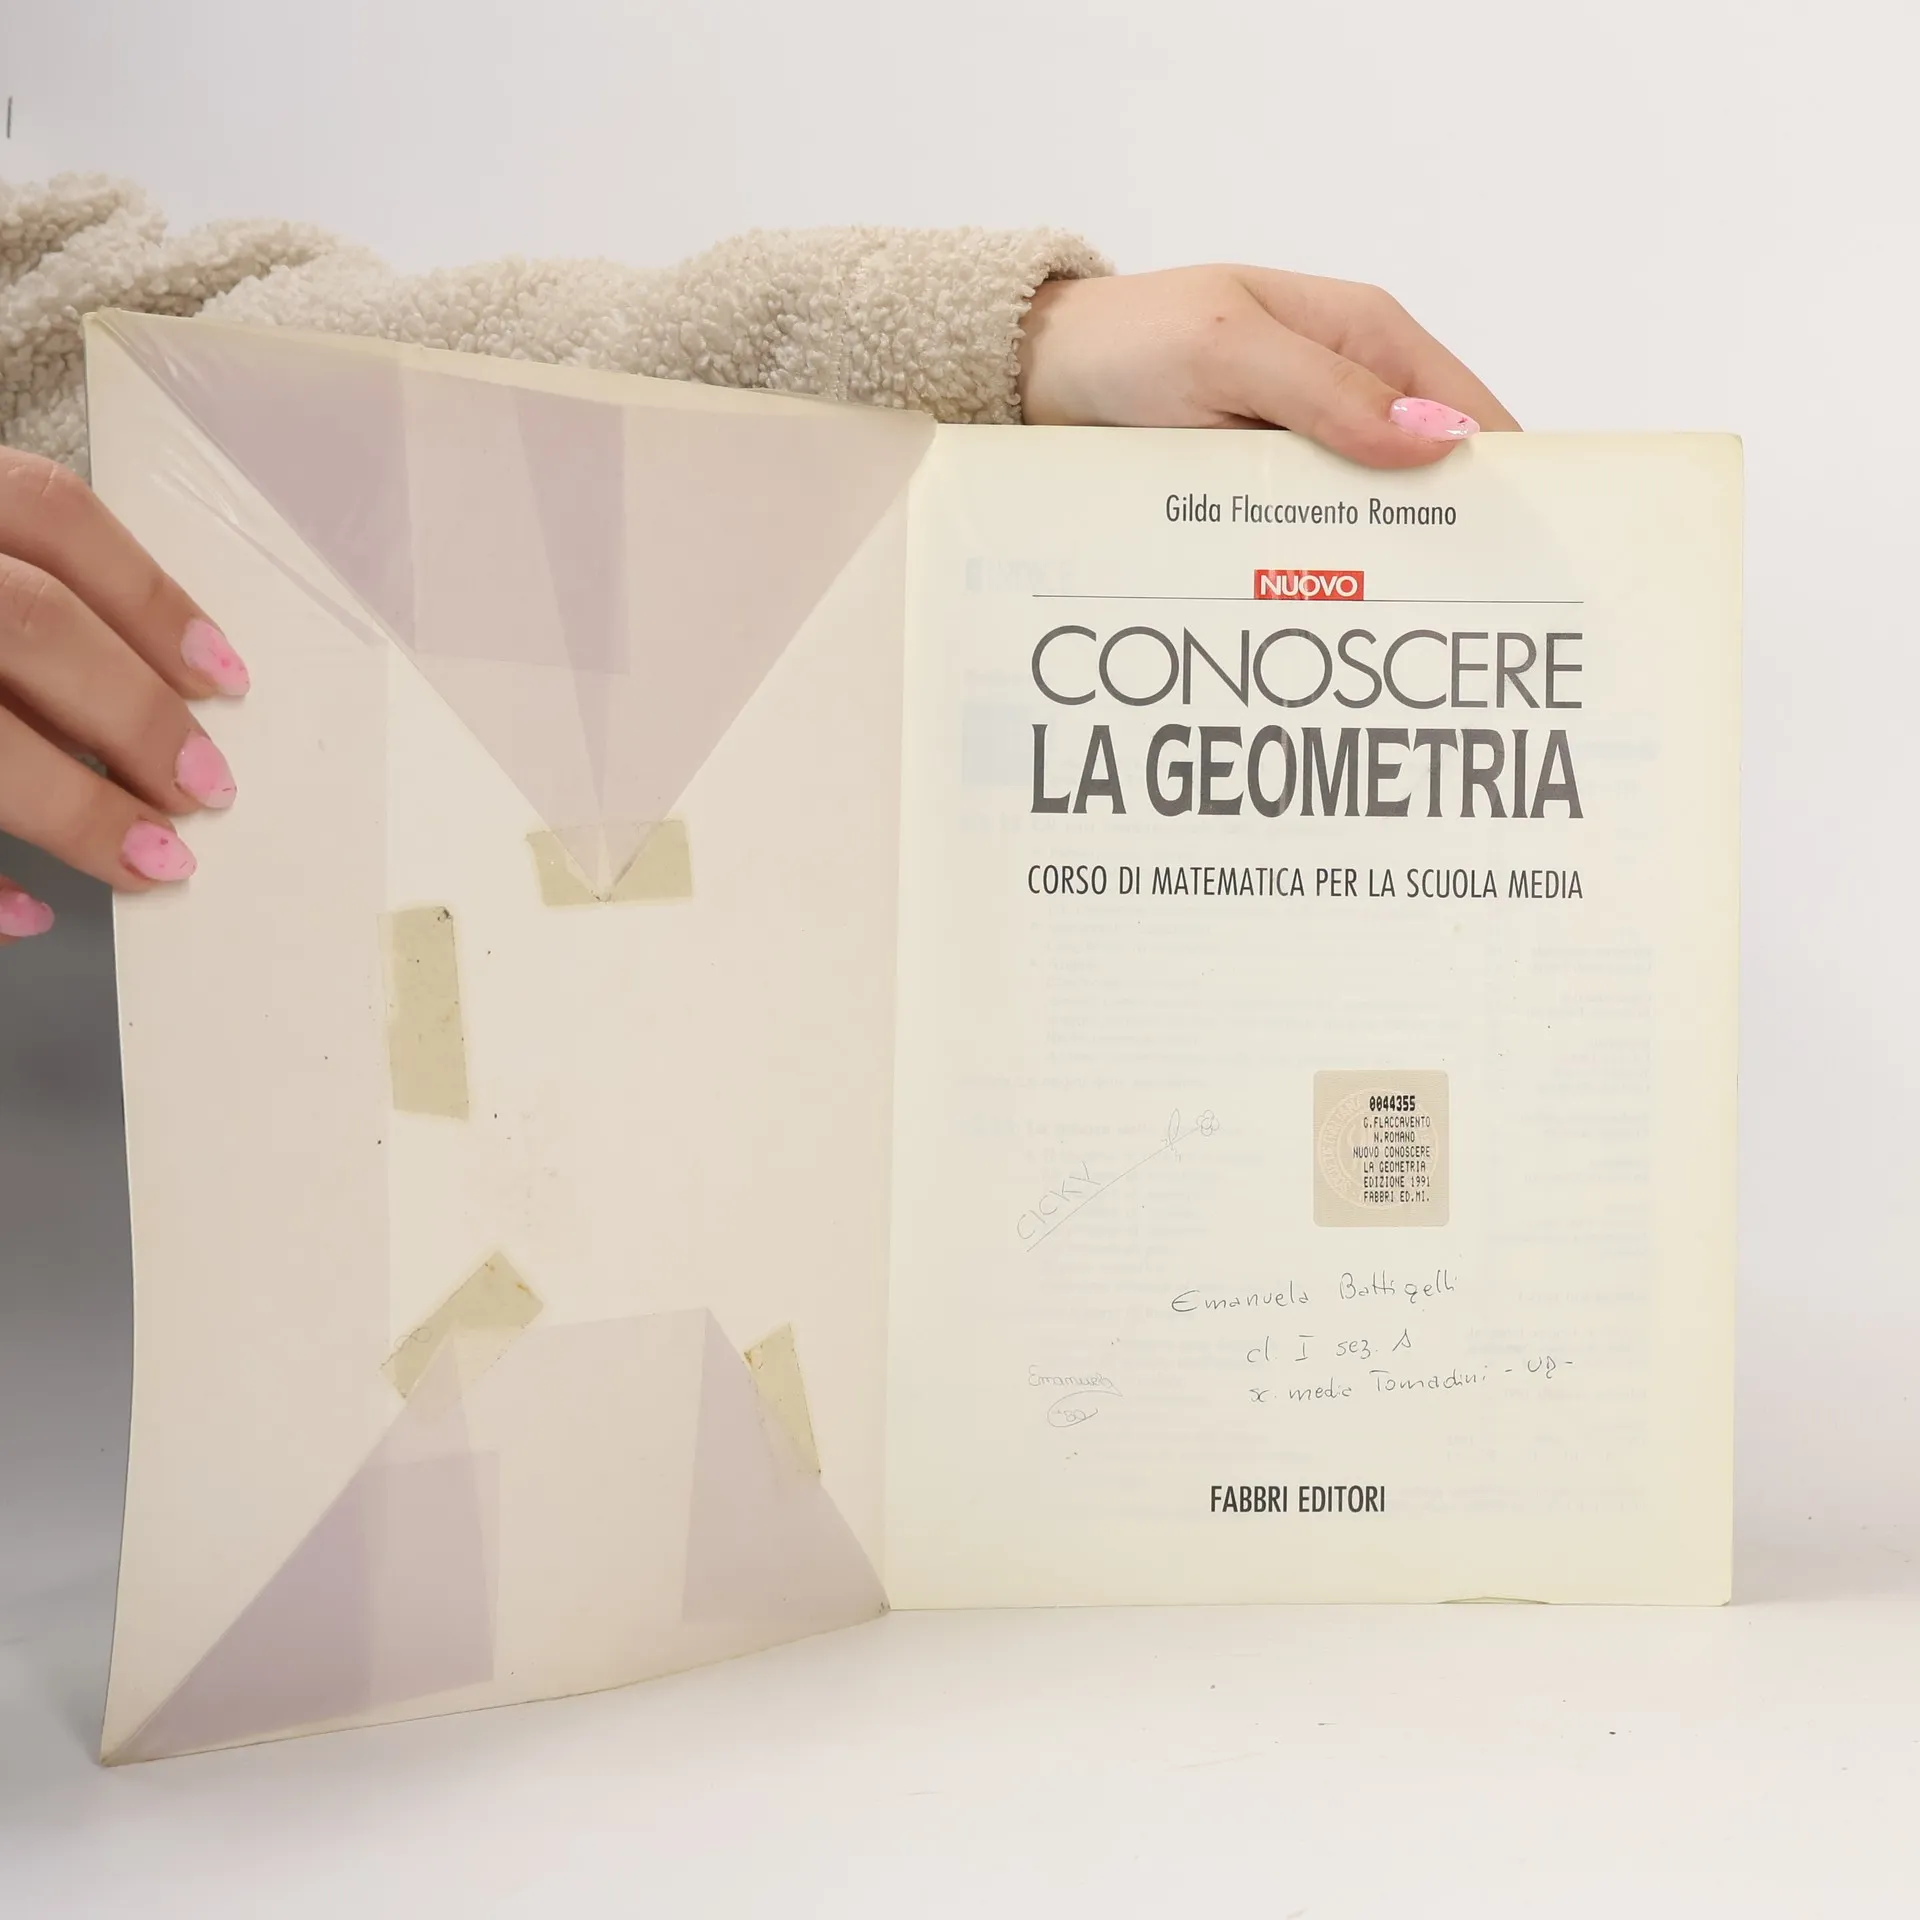 Gilda Flaccavento Romano
NUOVO
CONOSCERE
LA GEOMETRIA
CORSO DI MATEMATICA PER LA SCUOLA MEDIA
0044355
G.FLACCAVENTO
N.ROMANO
NUOVO CONOSCERE
LA GEOMETRIA
EDIZIONE 1991
FABBRI ED.MI.
CICKY
Emanuela Battigelli
cl. I sez. A
sc. media Tomadini - UD -
Emanuela
FABBRI EDITORI